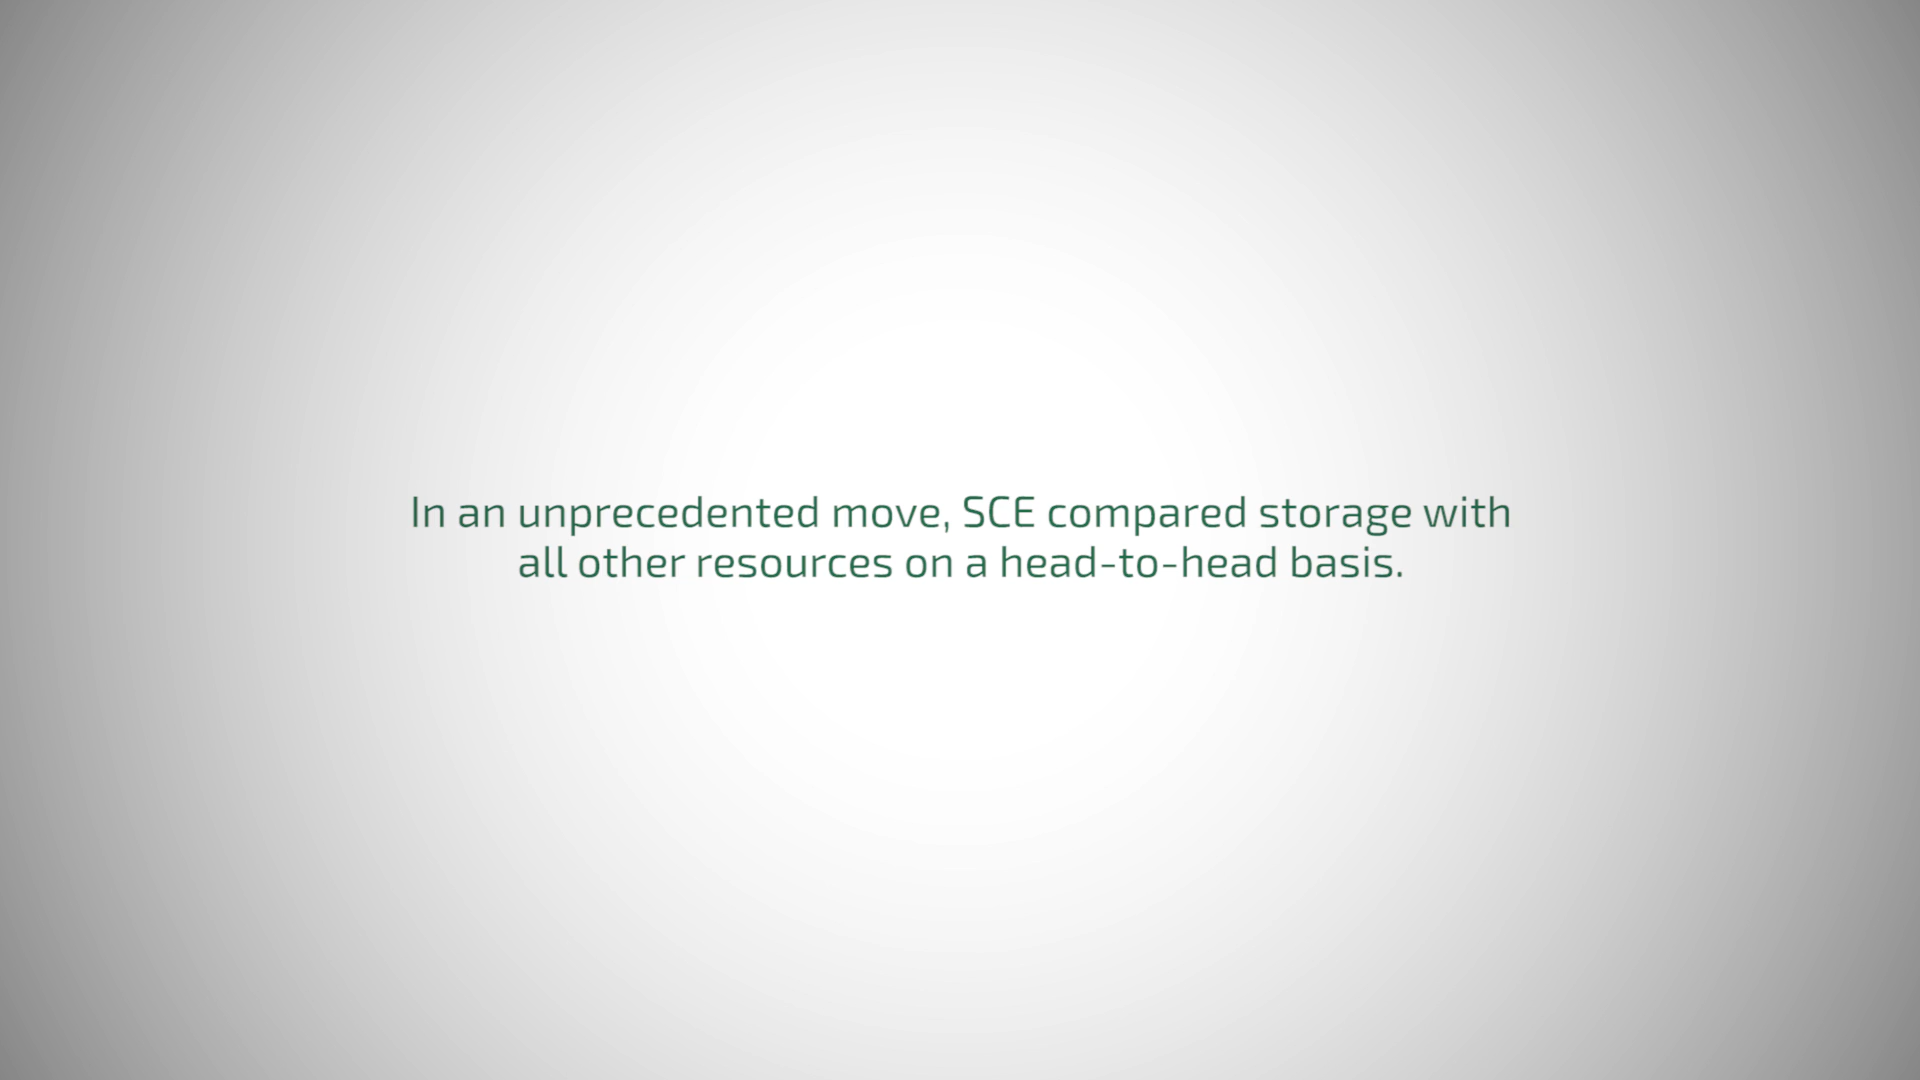 In an unprecedented move, SCE compared storage with
all other resources on a head-to-head basis.